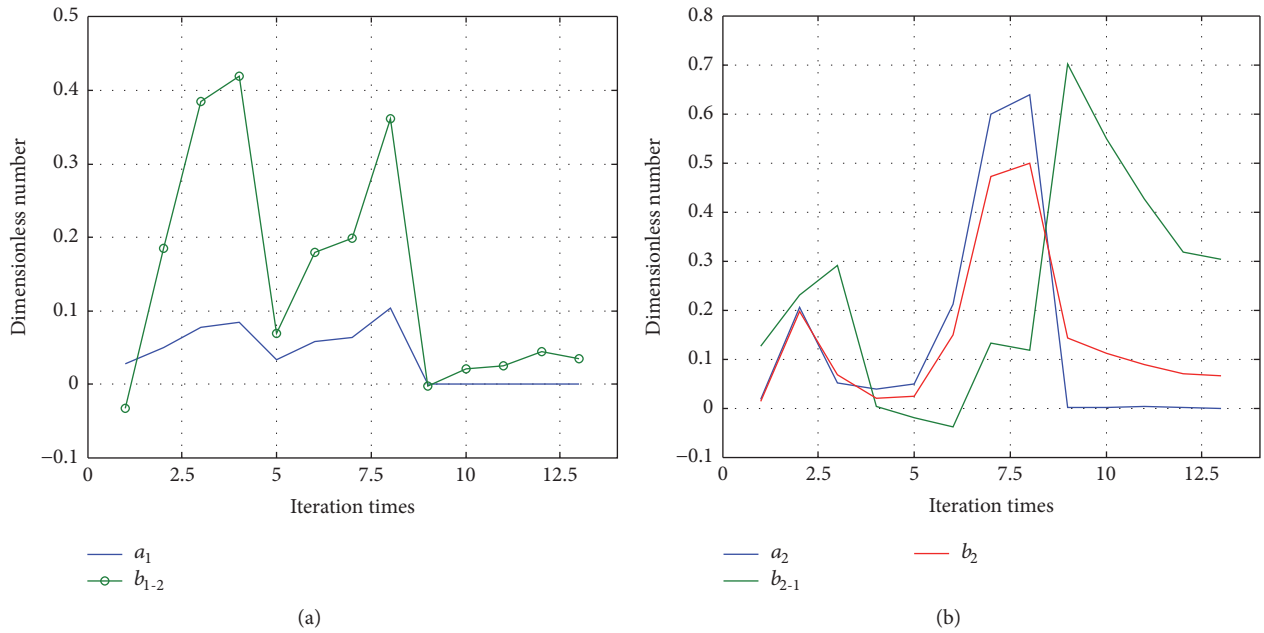 0.5
0.4
0.3
0.2
0.1
0
−0.1
Dimensionless number
0 2.5 5 7.5 10 12.5
Iteration times
a1
b1-2
(a)
0.8
0.7
0.6
0.5
0.4
0.3
0.2
0.1
0
−0.1
Dimensionless number
0 2.5 5 7.5 10 12.5
Iteration times
a2
b2-1
b2
(b)